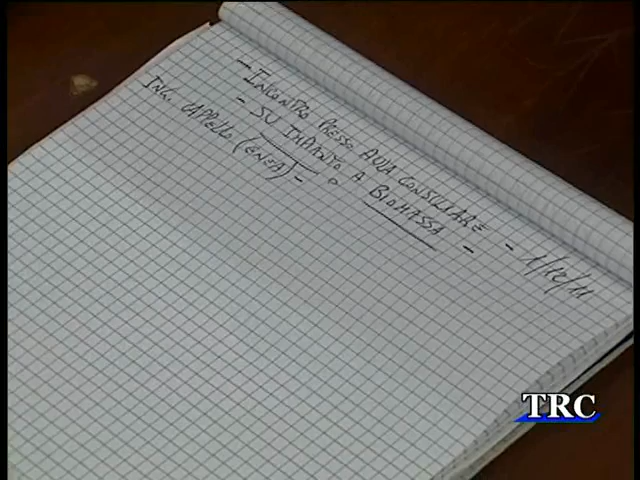 - INCONTRO PRESSO AULA CONSILIARE - 1/12/11
- SU IMPIANTO A BIOMASSA -
ING. CAPPELLO (ENEA) -
TRC